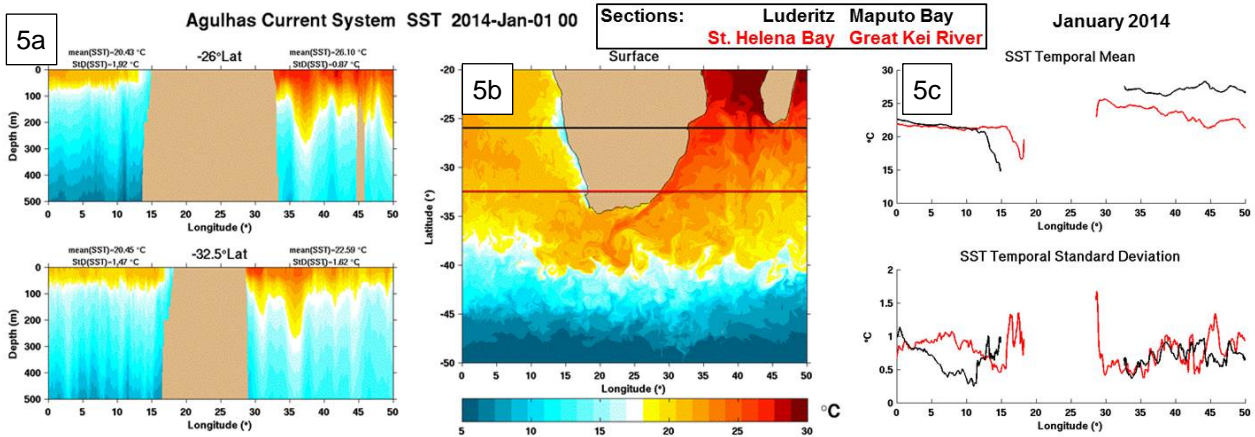 Agulhas Current System SST 2014-Jan-01 00
Sections: Luderitz Maputo Bay
St. Helena Bay Great Kei River
January 2014
5a
mean(SST)=20.43 °C
StD(SST)=1.92 °C
-26°Lat
mean(SST)=26.10 °C
StD(SST)=0.87 °C
0
100
200
300
400
500
Depth (m)
0 5 10 15 20 25 30 35 40 45 50
Longitude (°)
mean(SST)=20.45 °C
StD(SST)=1.47 °C
-32.5°Lat
mean(SST)=22.59 °C
StD(SST)=1.62 °C
0
100
200
300
400
500
Depth (m)
0 5 10 15 20 25 30 35 40 45 50
Longitude (°)
5b
Surface
-20
-25
-30
-35
-40
-45
-50
Latitude (°)
0 5 10 15 20 25 30 35 40 45 50
Longitude (°)
°C
5 10 15 20 25 30
5c
SST Temporal Mean
30
25
20
15
10
°C
0 5 10 15 20 25 30 35 40 45 50
Longitude (°)
SST Temporal Standard Deviation
2
1.5
1
0.5
0
°C
0 5 10 15 20 25 30 35 40 45 50
Longitude (°)